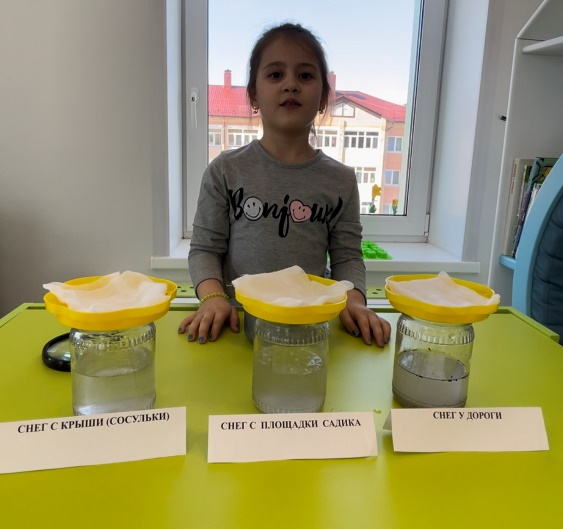 Bonjour!
СНЕГ С КРЫШИ (СОСУЛЬКИ)
СНЕГ С ПЛОЩАДКИ САДИКА
СНЕГ У ДОРОГИ